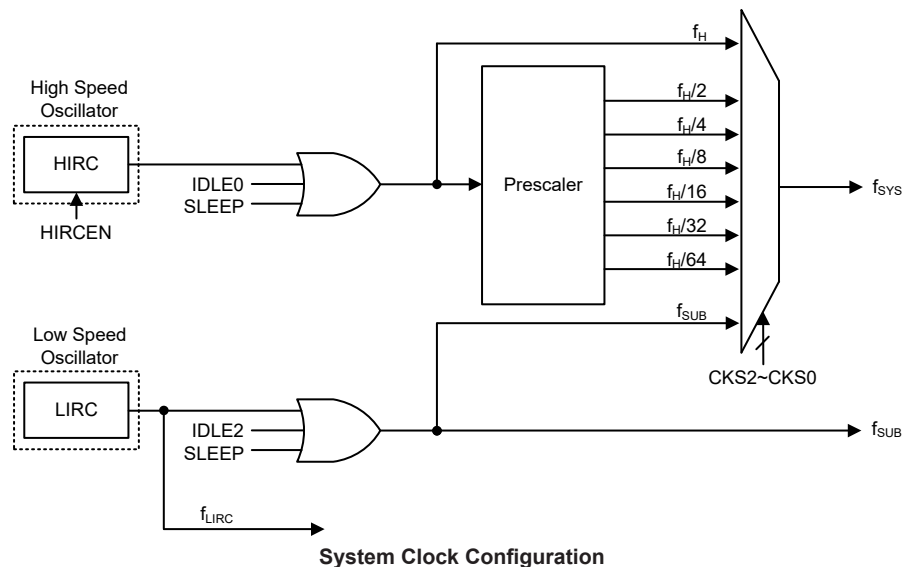 High Speed
Oscillator
HIRC
HIRCEN
IDLE0
SLEEP
Prescaler
fH
fH/2
fH/4
fH/8
fH/16
fH/32
fH/64
fSUB
fSYS
CKS2~CKS0
Low Speed
Oscillator
LIRC
IDLE2
SLEEP
fSUB
fLIRC
System Clock Configuration